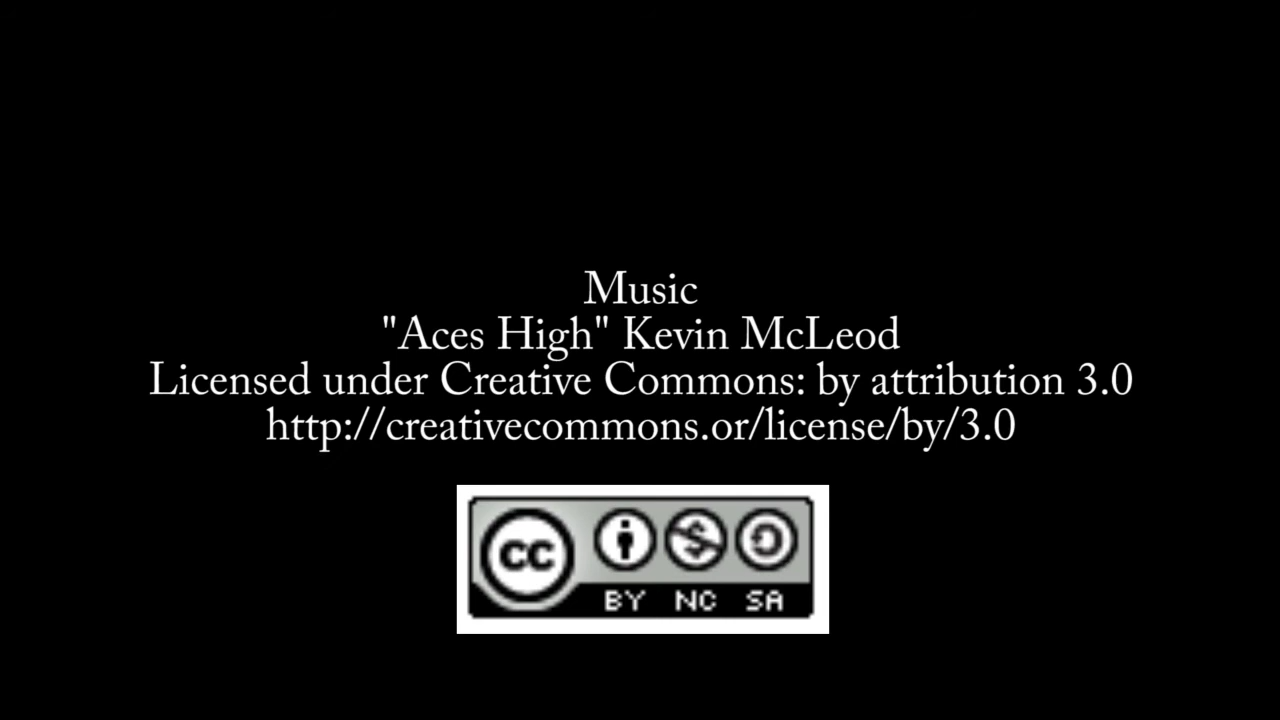 Music
"Aces High" Kevin McLeod
Licensed under Creative Commons: by attribution 3.0
http://creativecommons.or/license/by/3.0
CC
BY NC SA